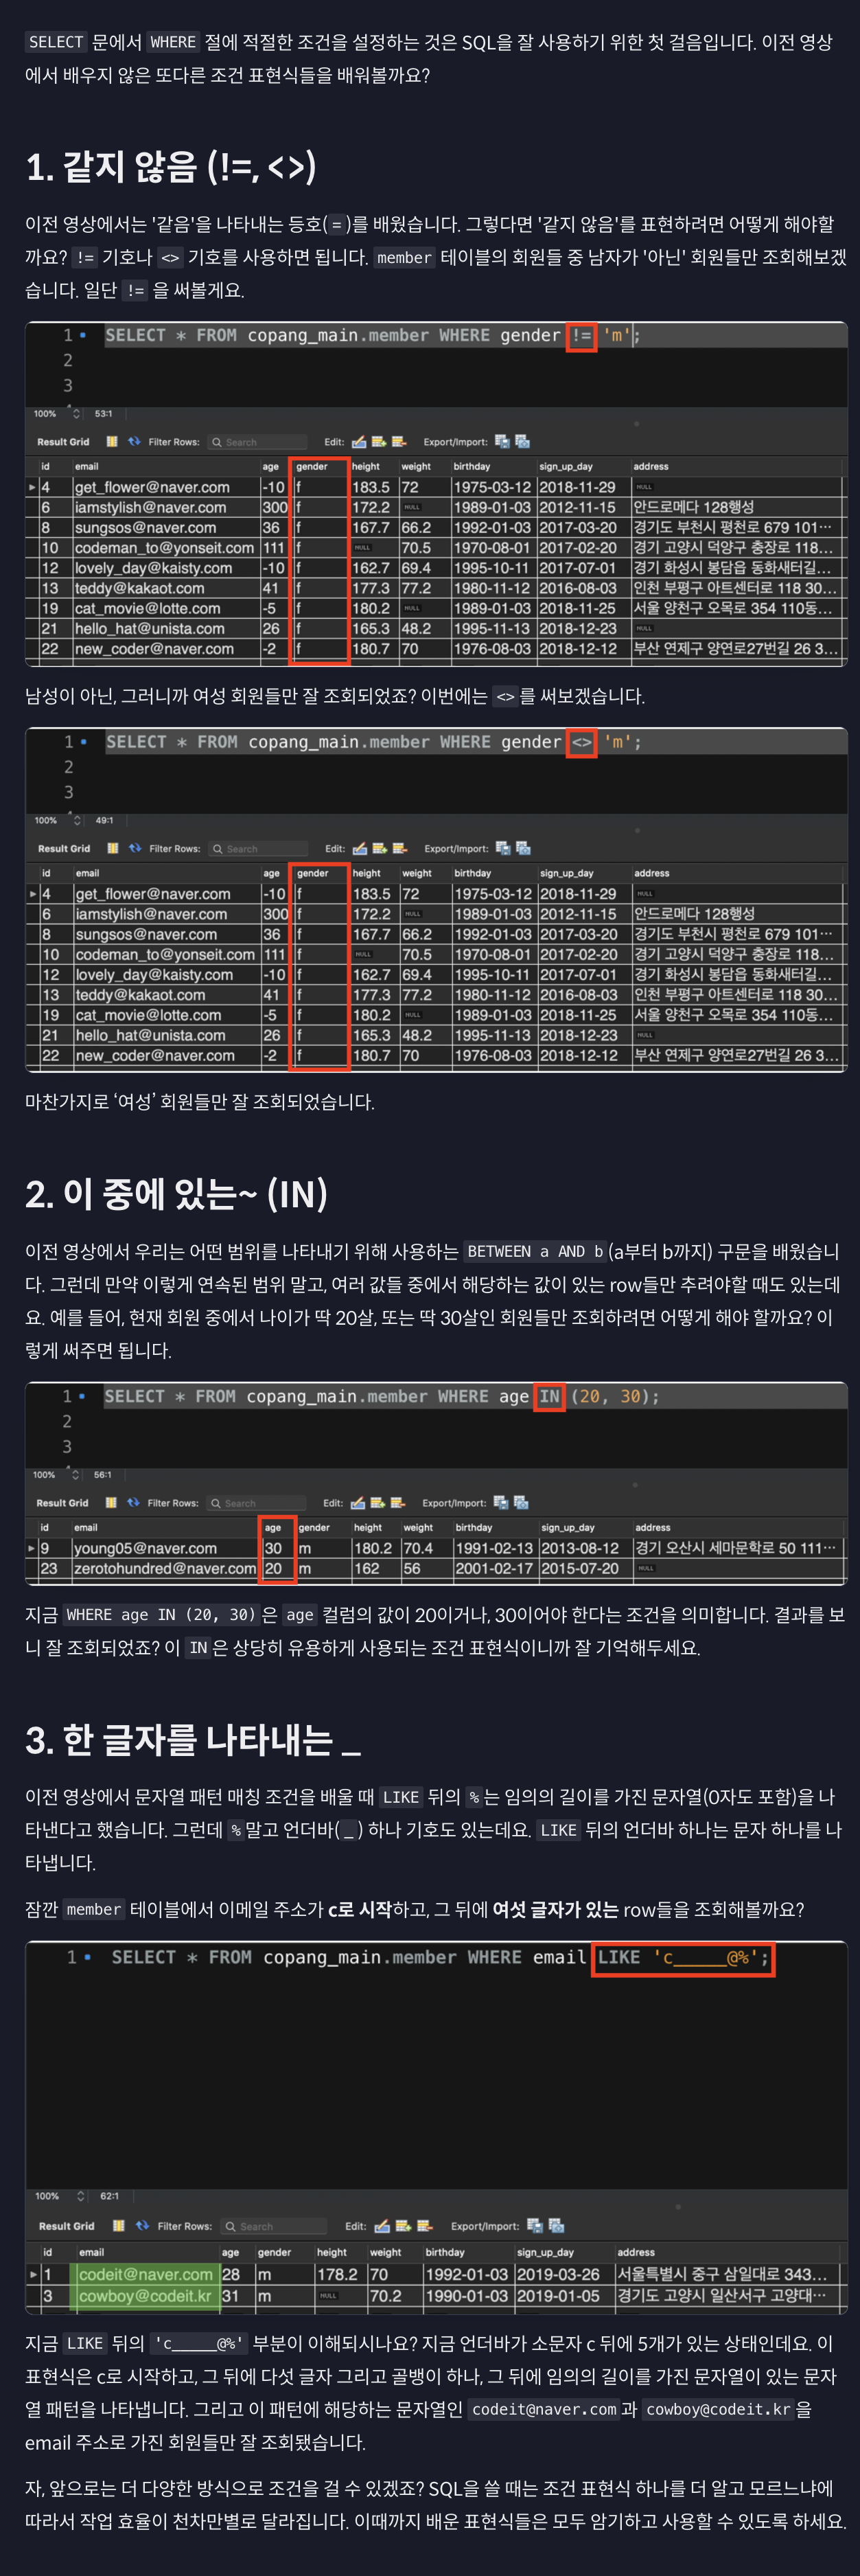 SELECT 문에서 WHERE 절에 적절한 조건을 설정하는 것은 SQL을 잘 사용하기 위한 첫 걸음입니다. 이전 영상
에서 배우지 않은 또다른 조건 표현식들을 배워볼까요?
1. 같지 않음 (!=, <>)
이전 영상에서는 '같음'을 나타내는 등호(=)를 배웠습니다. 그렇다면 '같지 않음'를 표현하려면 어떻게 해야할
까요? != 기호나 <> 기호를 사용하면 됩니다. member 테이블의 회원들 중 남자가 '아닌' 회원들만 조회해보겠
습니다. 일단 != 을 써볼게요.
1 SELECT * FROM copang_main.member WHERE gender != 'm';
2
3
100% 53:1
Result Grid Filter Rows: Search Edit: Export/Import:
id email age gender height weight birthday sign_up_day address
4 get_flower@naver.com -10 f 183.5 72 1975-03-12 2018-11-29 NULL
6 iamstylish@naver.com 300 f 172.2 NULL 1989-01-03 2012-11-15 안드로메다 128행성
8 sungsos@naver.com 36 f 167.7 66.2 1992-01-03 2017-03-20 경기도 부천시 평천로 679 101…
10 codeman_to@yonseit.com 111 f NULL 70.5 1970-08-01 2017-02-20 경기 고양시 덕양구 충장로 118...
12 lovely_day@kaisty.com -10 f 162.7 69.4 1995-10-11 2017-07-01 경기 화성시 봉담읍 동화새터길...
13 teddy@kakaot.com 41 f 177.3 77.2 1980-11-12 2016-08-03 인천 부평구 아트센터로 118 30...
19 cat_movie@lotte.com -5 f 180.2 NULL 1989-01-03 2018-11-25 서울 양천구 오목로 354 110동...
21 hello_hat@unista.com 26 f 165.3 48.2 1995-11-13 2018-12-23 NULL
22 new_coder@naver.com -2 f 180.7 70 1976-08-03 2018-12-12 부산 연제구 양연로27번길 26 3...
남성이 아닌, 그러니까 여성 회원들만 잘 조회되었죠? 이번에는 <>를 써보겠습니다.
1 SELECT * FROM copang_main.member WHERE gender <> 'm';
2
3
100% 49:1
Result Grid Filter Rows: Search Edit: Export/Import:
id email age gender height weight birthday sign_up_day address
4 get_flower@naver.com -10 f 183.5 72 1975-03-12 2018-11-29 NULL
6 iamstylish@naver.com 300 f 172.2 NULL 1989-01-03 2012-11-15 안드로메다 128행성
8 sungsos@naver.com 36 f 167.7 66.2 1992-01-03 2017-03-20 경기도 부천시 평천로 679 101…
10 codeman_to@yonseit.com 111 f NULL 70.5 1970-08-01 2017-02-20 경기 고양시 덕양구 충장로 118...
12 lovely_day@kaisty.com -10 f 162.7 69.4 1995-10-11 2017-07-01 경기 화성시 봉담읍 동화새터길...
13 teddy@kakaot.com 41 f 177.3 77.2 1980-11-12 2016-08-03 인천 부평구 아트센터로 118 30...
19 cat_movie@lotte.com -5 f 180.2 NULL 1989-01-03 2018-11-25 서울 양천구 오목로 354 110동...
21 hello_hat@unista.com 26 f 165.3 48.2 1995-11-13 2018-12-23 NULL
22 new_coder@naver.com -2 f 180.7 70 1976-08-03 2018-12-12 부산 연제구 양연로27번길 26 3...
마찬가지로 ‘여성’ 회원들만 잘 조회되었습니다.
2. 이 중에 있는~ (IN)
이전 영상에서 우리는 어떤 범위를 나타내기 위해 사용하는 BETWEEN a AND b(a부터 b까지) 구문을 배웠습니
다. 그런데 만약 이렇게 연속된 범위 말고, 여러 값들 중에서 해당하는 값이 있는 row들만 추려야할 때도 있는데
요. 예를 들어, 현재 회원 중에서 나이가 딱 20살, 또는 딱 30살인 회원들만 조회하려면 어떻게 해야 할까요? 이
렇게 써주면 됩니다.
1 SELECT * FROM copang_main.member WHERE age IN (20, 30);
2
3
100% 56:1
Result Grid Filter Rows: Search Edit: Export/Import:
id email age gender height weight birthday sign_up_day address
9 young05@naver.com 30 m 180.2 70.4 1991-02-13 2013-08-12 경기 오산시 세마문학로 50 111…
23 zerotohundred@naver.com 20 m 162 56 2001-02-17 2015-07-20 NULL
지금 WHERE age IN (20, 30)은 age 컬럼의 값이 20이거나, 30이어야 한다는 조건을 의미합니다. 결과를 보
니 잘 조회되었죠? 이 IN은 상당히 유용하게 사용되는 조건 표현식이니까 잘 기억해두세요.
3. 한 글자를 나타내는 _
이전 영상에서 문자열 패턴 매칭 조건을 배울 때 LIKE 뒤의 %는 임의의 길이를 가진 문자열(0자도 포함)을 나
타낸다고 했습니다. 그런데 %말고 언더바(_) 하나 기호도 있는데요. LIKE 뒤의 언더바 하나는 문자 하나를 나
타냅니다.
잠깐 member 테이블에서 이메일 주소가 c로 시작하고, 그 뒤에 여섯 글자가 있는 row들을 조회해볼까요?
1 SELECT * FROM copang_main.member WHERE email LIKE 'c_____@%';
100% 62:1
Result Grid Filter Rows: Search Edit: Export/Import:
id email age gender height weight birthday sign_up_day address
1 codeit@naver.com 28 m 178.2 70 1992-01-03 2019-03-26 서울특별시 중구 삼일대로 343...
3 cowboy@codeit.kr 31 m NULL 70.2 1990-01-03 2019-01-05 경기도 고양시 일산서구 고양대…
지금 LIKE 뒤의 'c_____@%' 부분이 이해되시나요? 지금 언더바가 소문자 c 뒤에 5개가 있는 상태인데요. 이
표현식은 c로 시작하고, 그 뒤에 다섯 글자 그리고 골뱅이 하나, 그 뒤에 임의의 길이를 가진 문자열이 있는 문자
열 패턴을 나타냅니다. 그리고 이 패턴에 해당하는 문자열인 codeit@naver.com과 cowboy@codeit.kr을
email 주소로 가진 회원들만 잘 조회됐습니다.
자, 앞으로는 더 다양한 방식으로 조건을 걸 수 있겠죠? SQL을 쓸 때는 조건 표현식 하나를 더 알고 모르느냐에
따라서 작업 효율이 천차만별로 달라집니다. 이때까지 배운 표현식들은 모두 암기하고 사용할 수 있도록 하세요.